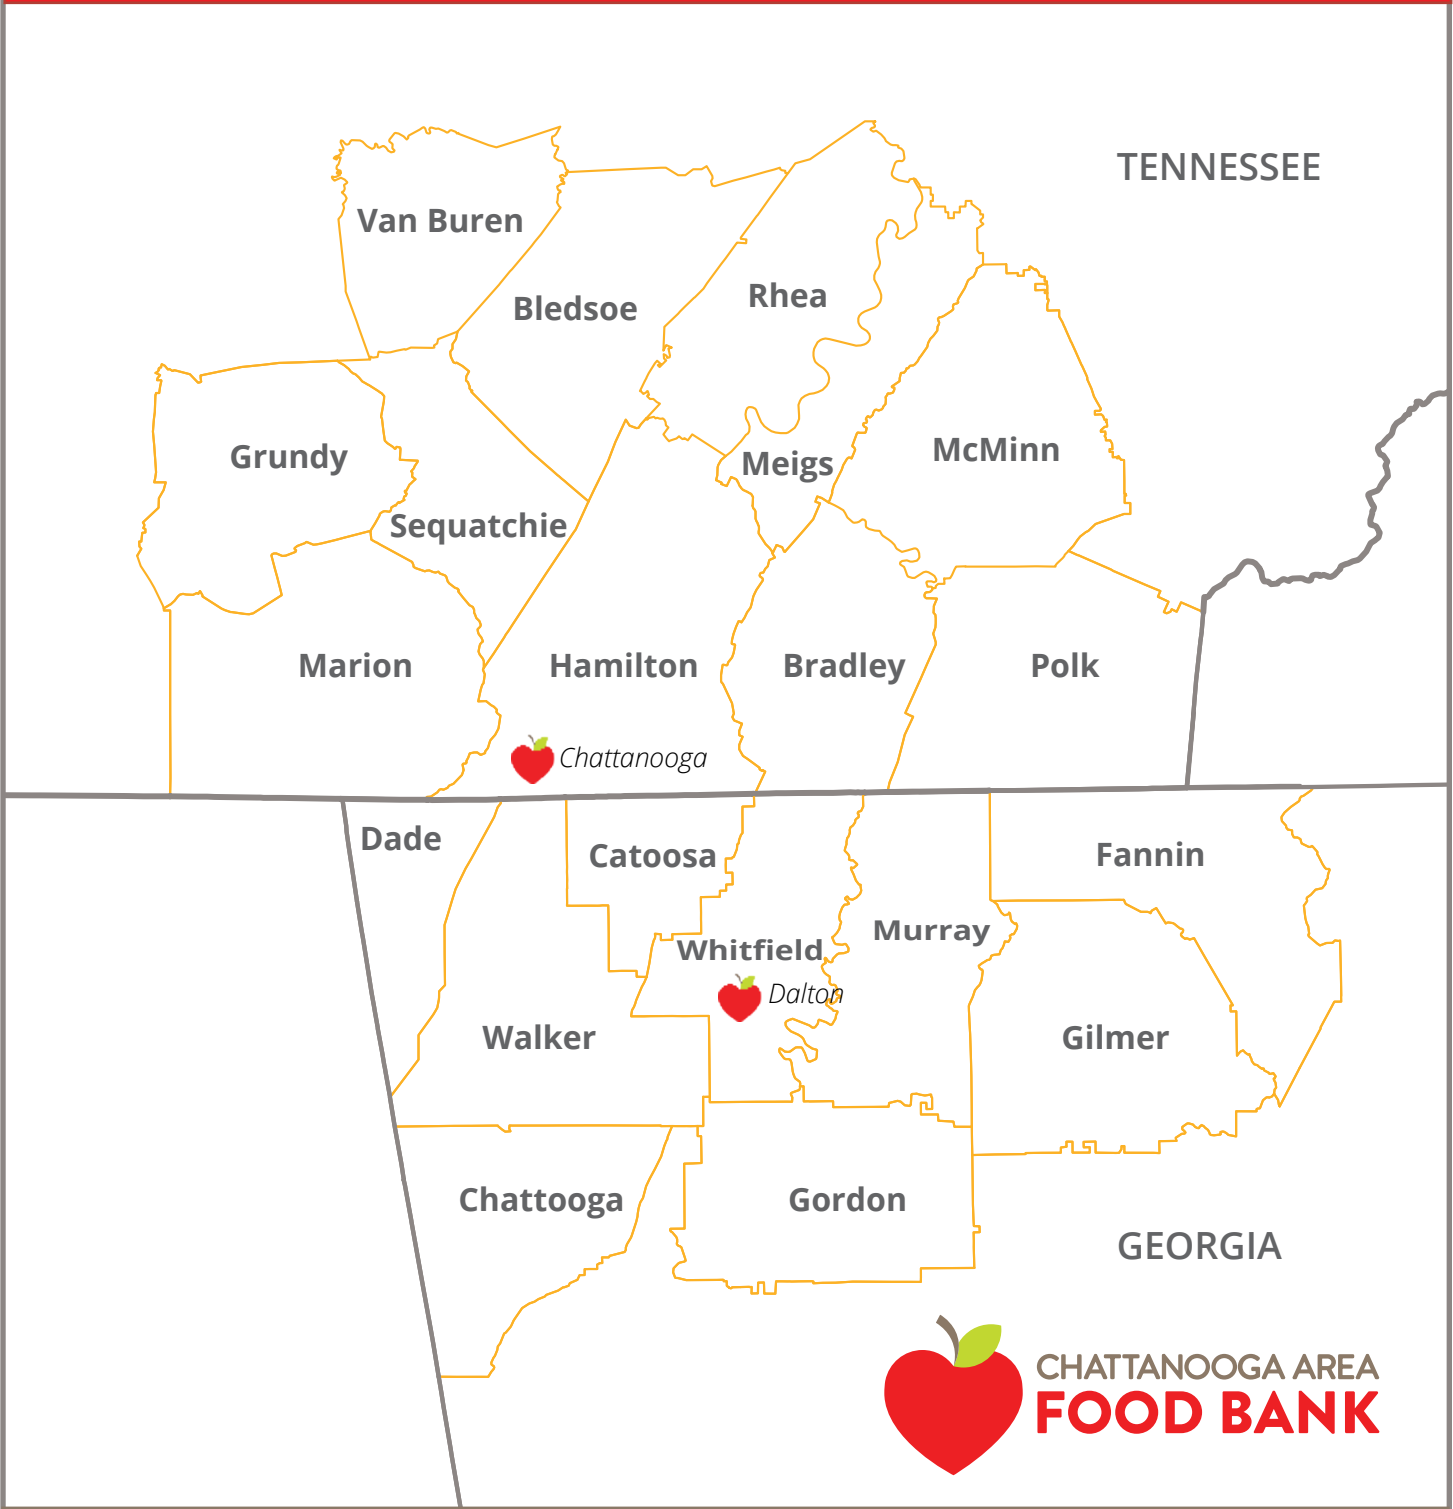 TENNESSEE
Van Buren
Bledsoe
Rhea
Grundy
Meigs
McMinn
Sequatchie
Marion
Hamilton
Bradley
Polk
Chattanooga
Dade
Catoosa
Fannin
Whitfield
Murray
Dalton
Walker
Gilmer
Chattooga
Gordon
GEORGIA
CHATTANOOGA AREA
FOOD BANK